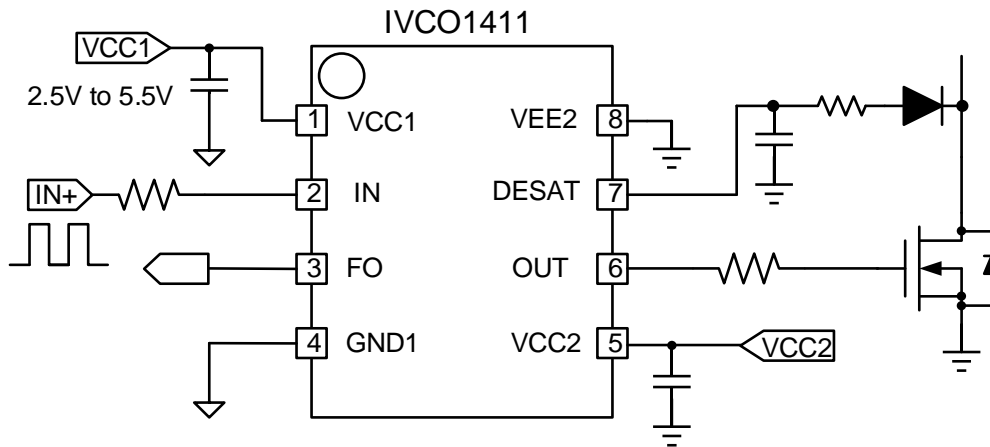 IVCO1411
VCC1
2.5V to 5.5V
1 VCC1
VEE2 8
IN+
2 IN
DESAT 7
3 FO
OUT 6
4 GND1
VCC2 5
VCC2